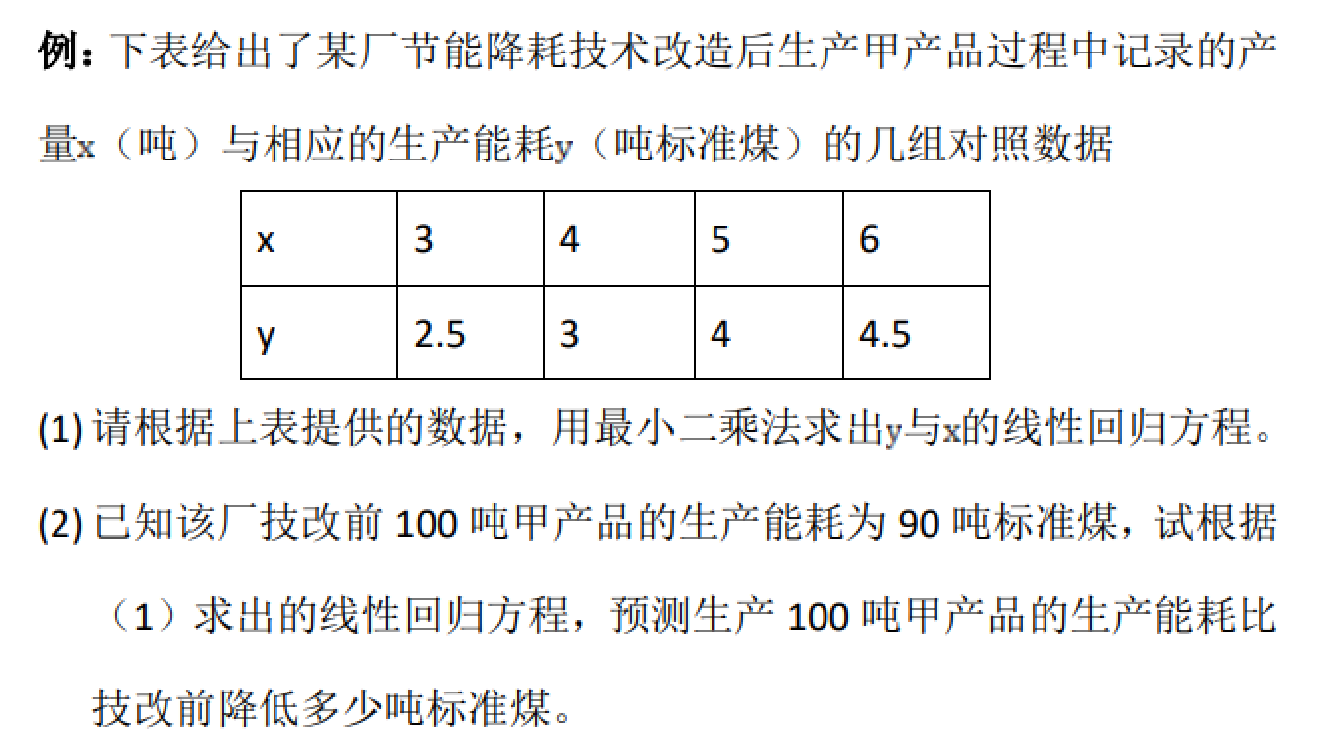 例：下表给出了某厂节能降耗技术改造后生产甲产品过程中记录的产
量x（吨）与相应的生产能耗y（吨标准煤）的几组对照数据
x 3 4 5 6
y 2.5 3 4 4.5
(1) 请根据上表提供的数据，用最小二乘法求出y与x的线性回归方程。
(2) 已知该厂技改前 100 吨甲产品的生产能耗为 90 吨标准煤，试根据
（1）求出的线性回归方程，预测生产 100 吨甲产品的生产能耗比
技改前降低多少吨标准煤。